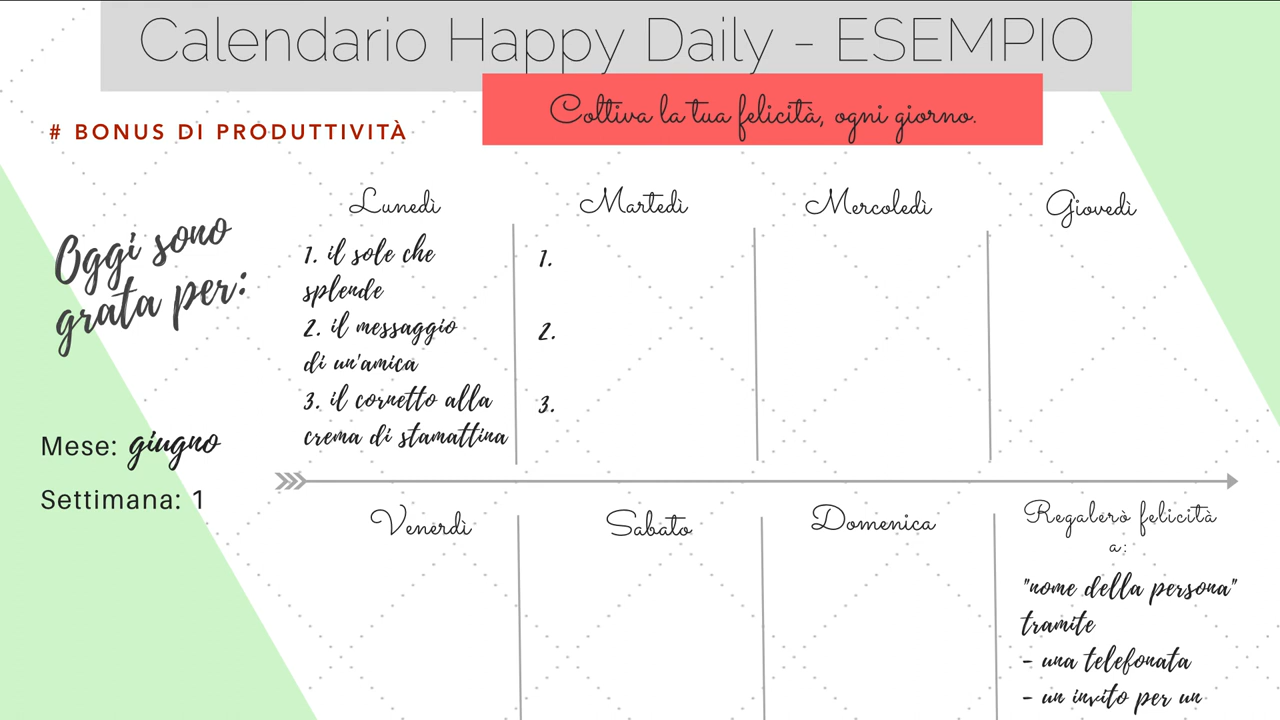 Calendario Happy Daily - ESEMPIO
Coltiva la tua felicità, ogni giorno.
# BONUS DI PRODUTTIVITÀ
Oggi sono
grata per:
Mese: giugno
Settimana: 1
Lunedì
1. il sole che
splende
2. il messaggio
di un'amica
3. il cornetto alla
crema di stamattina
Martedì
1.
2.
3.
Mercoledì
Giovedì
Venerdì
Sabato
Domenica
Regalerò felicità
a:
"nome della persona"
tramite
- una telefonata
- un invito per un